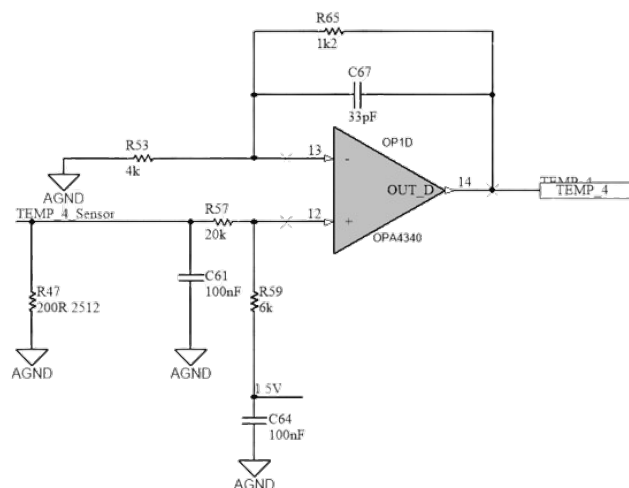 R65
1k2
C67
33pF
OP1D
R53
4k
13
-
AGND
OUT_D
14
TEMP_4
TEMP_4
TEMP_4_Sensor
R57
20k
12
+
OPA4340
R47
200R 2512
C61
100nF
R59
6k
AGND
AGND
1 5V
C64
100nF
AGND